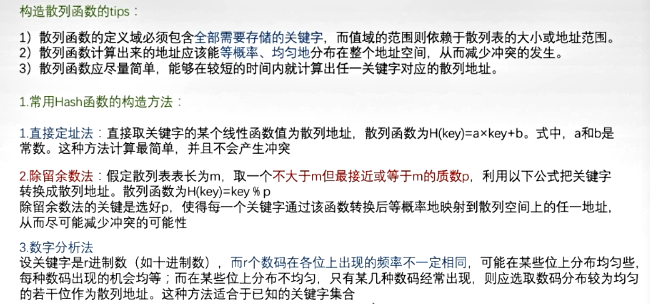 构造散列函数的tips：
1）散列函数的定义域必须包含全部需要存储的关键字，而值域的范围则依赖于散列表的大小或地址范围。
2）散列函数计算出来的地址应该能等概率、均匀地分布在整个地址空间，从而减少冲突的发生。
3）散列函数应尽量简单，能够在较短的时间内就计算出任一关键字对应的散列地址。
1.常用Hash函数的构造方法：
1.直接定址法：直接取关键字的某个线性函数值为散列地址，散列函数为H(key)=a×key+b。式中，a和b是
常数。这种方法计算最简单，并且不会产生冲突
2.除留余数法：假定散列表表长为m，取一个不大于m但最接近或等于m的质数p，利用以下公式把关键字
转换成散列地址。散列函数为H(key)=key％p
除留余数法的关键是选好p，使得每一个关键字通过该函数转换后等概率地映射到散列空间上的任一地址，
从而尽可能减少冲突的可能性
3.数字分析法
设关键字是r进制数（如十进制数），而r个数码在各位上出现的频率不一定相同，可能在某些位上分布均匀些，
每种数码出现的机会均等；而在某些位上分布不均匀，只有某几种数码经常出现，则应选取数码分布较为均匀
的若干位作为散列地址。这种方法适合于已知的关键字集合